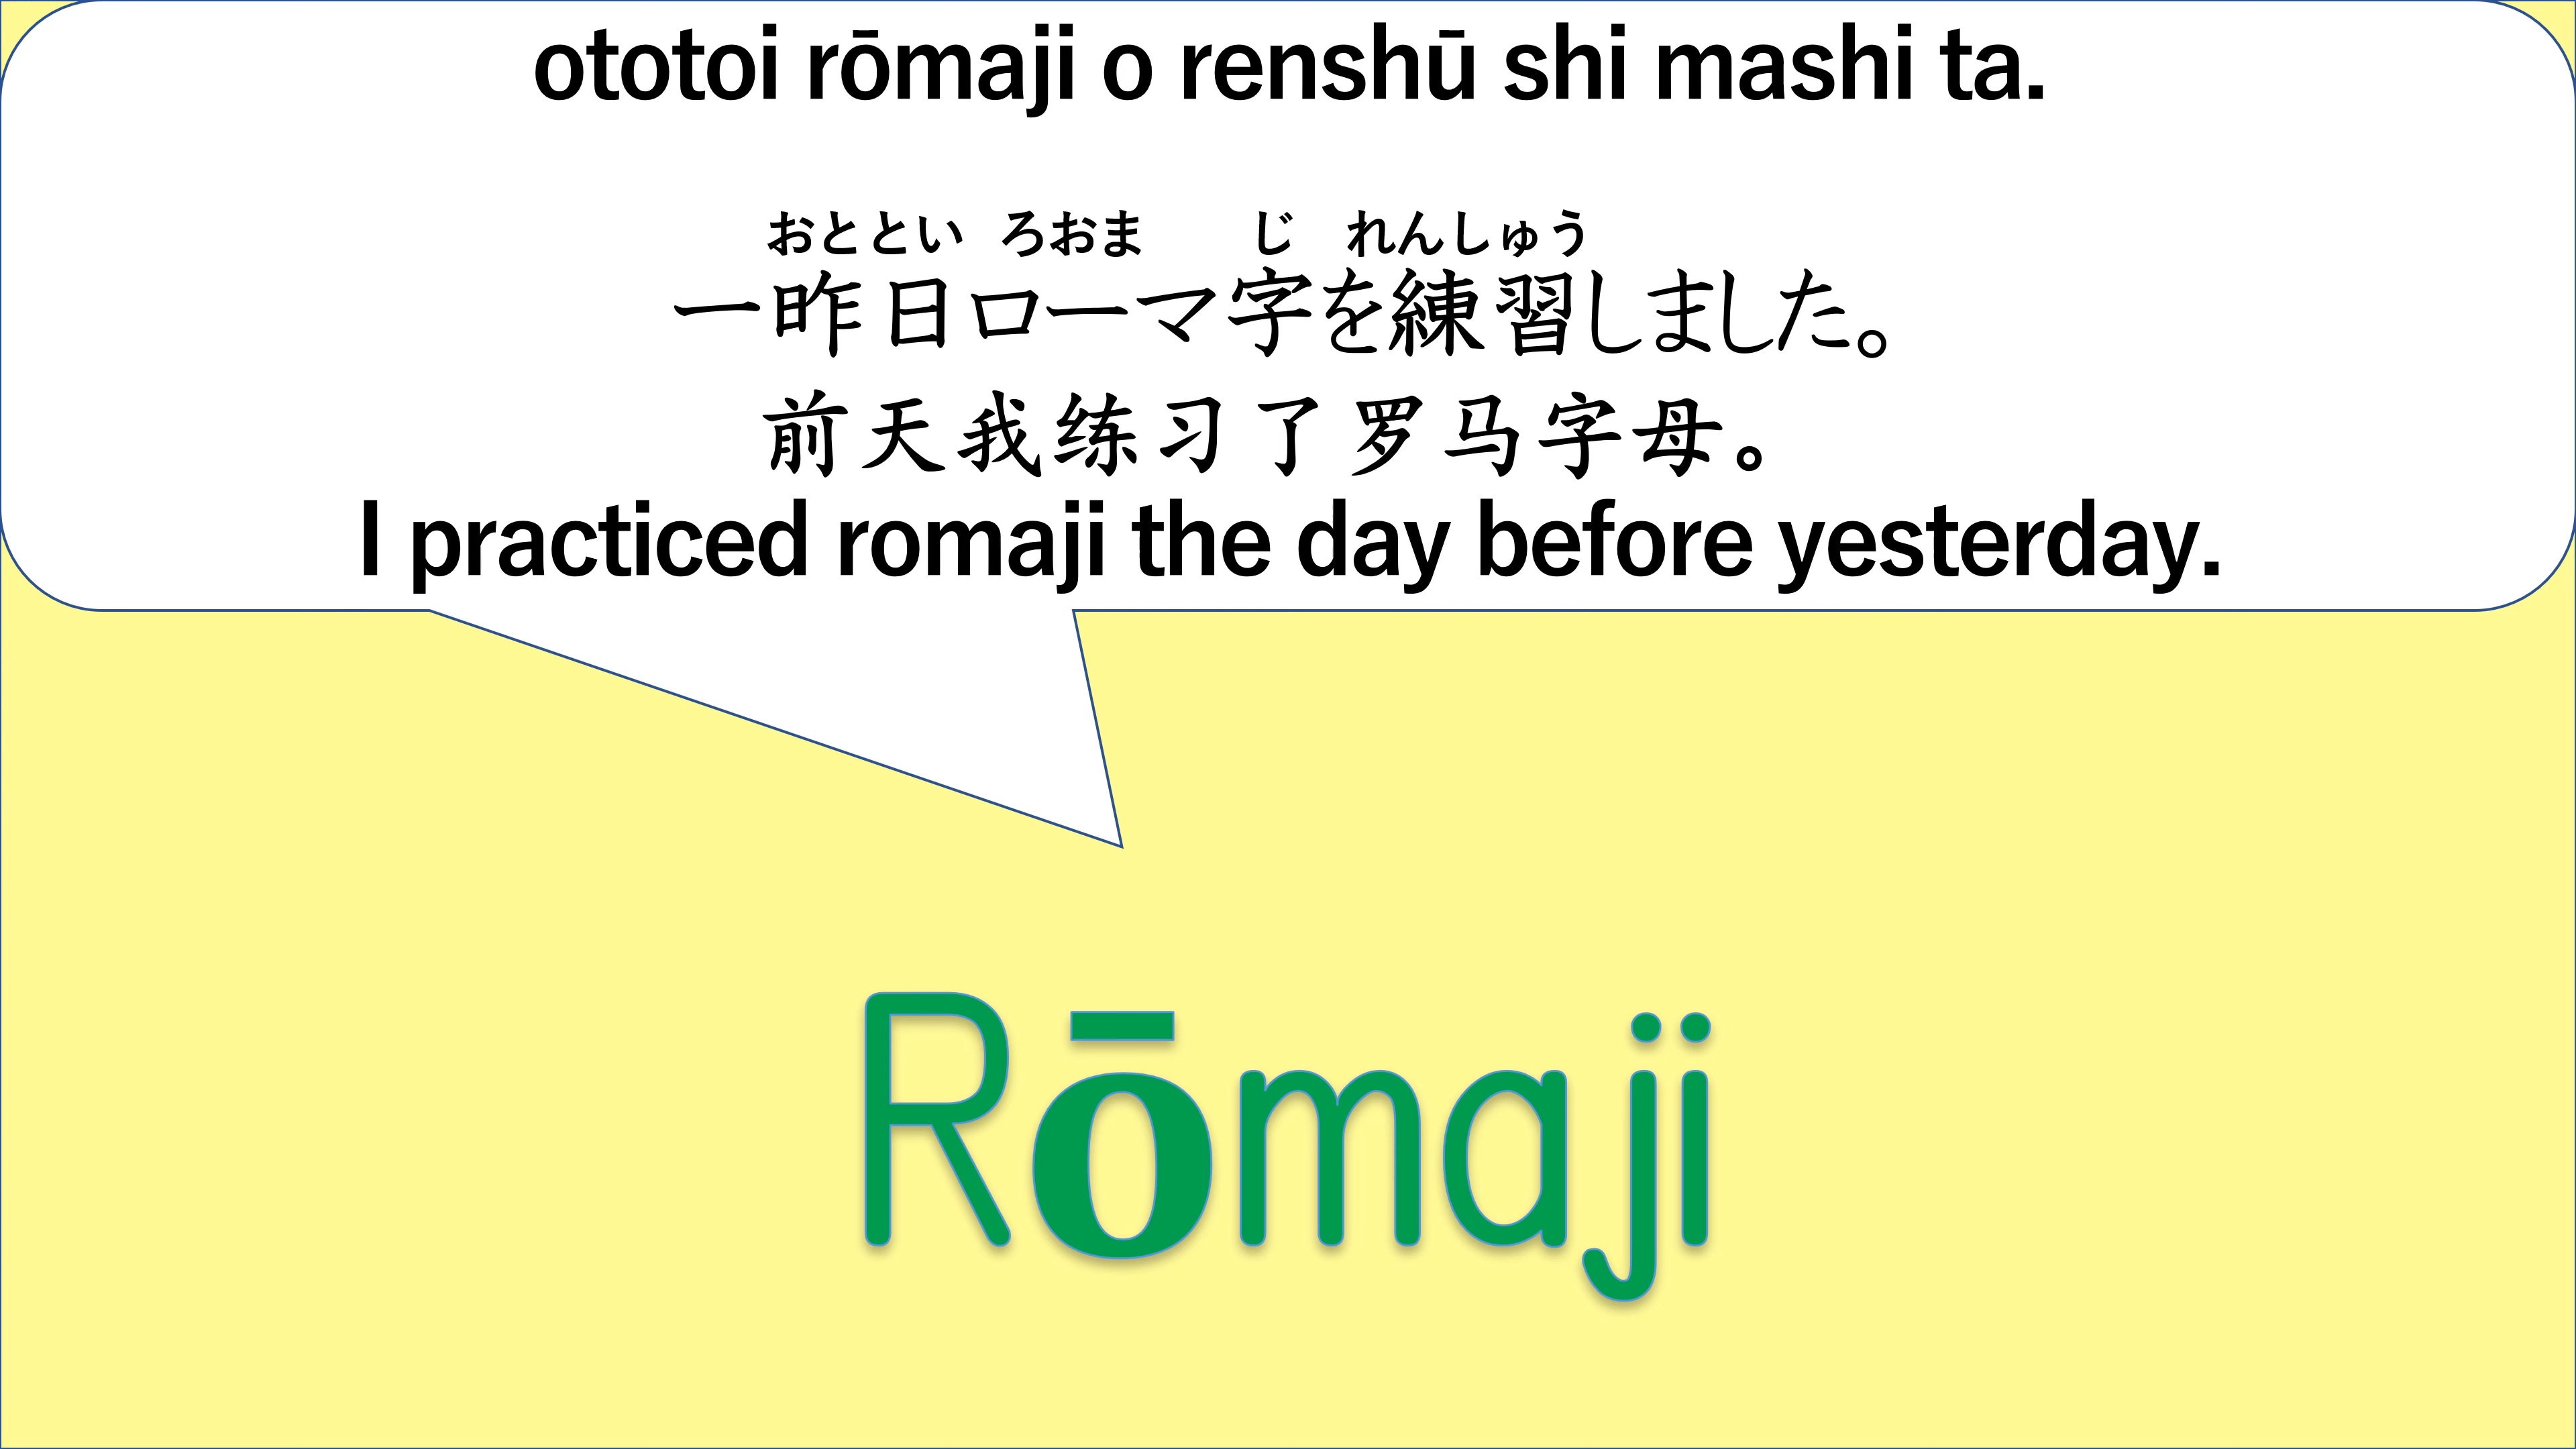 ototoi rōmaji o renshū shi mashi ta.
おととい ろおま じ れんしゅう
一昨日ローマ字を練習しました。
前天我练习了罗马字母。
I practiced romaji the day before yesterday.
Rōmaji